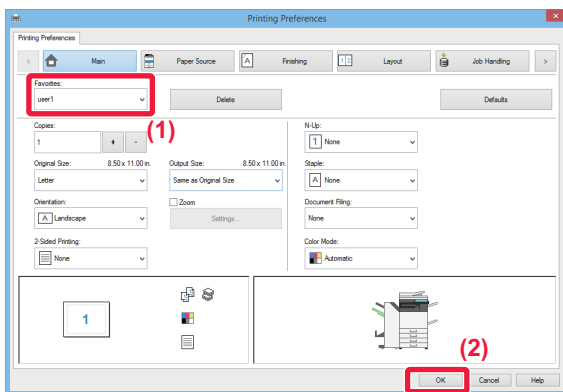 Printing Preferences
Printing Preferences
Main
Paper Source
Finishing
Layout
Job Handling
Favorites:
user1
Delete
Defaults
(1)
Copies:
1
+ -
N-Up:
1 None
Original Size: 8.50 x 11.00 in.
Output Size: 8.50 x 11.00 in.
Staple:
Letter
Same as Original Size
A None
Orientation:
Zoom
Document Filing:
A Landscape
Settings...
None
2-Sided Printing:
Color Mode:
None
Automatic
1
(2)
OK Cancel Help